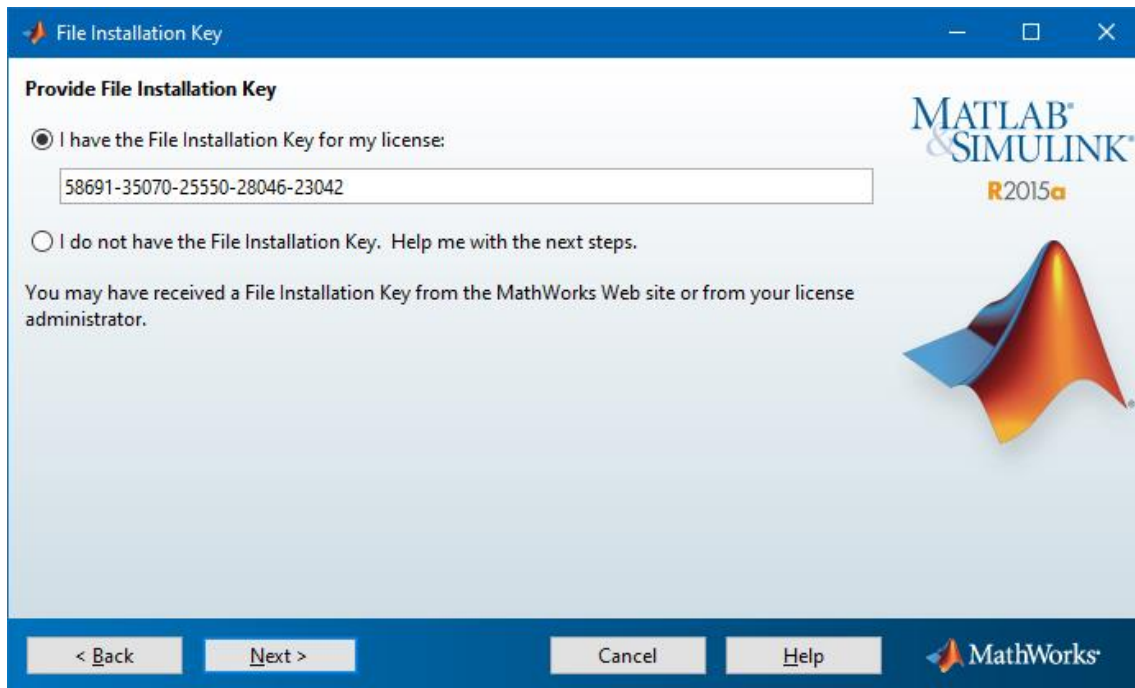 File Installation Key
Provide File Installation Key
I have the File Installation Key for my license:
58691-35070-25550-28046-23042
I do not have the File Installation Key. Help me with the next steps.
You may have received a File Installation Key from the MathWorks Web site or from your license
administrator.
MATLAB®
&SIMULINK®
R2015a
< Back
Next >
Cancel
Help
MathWorks®